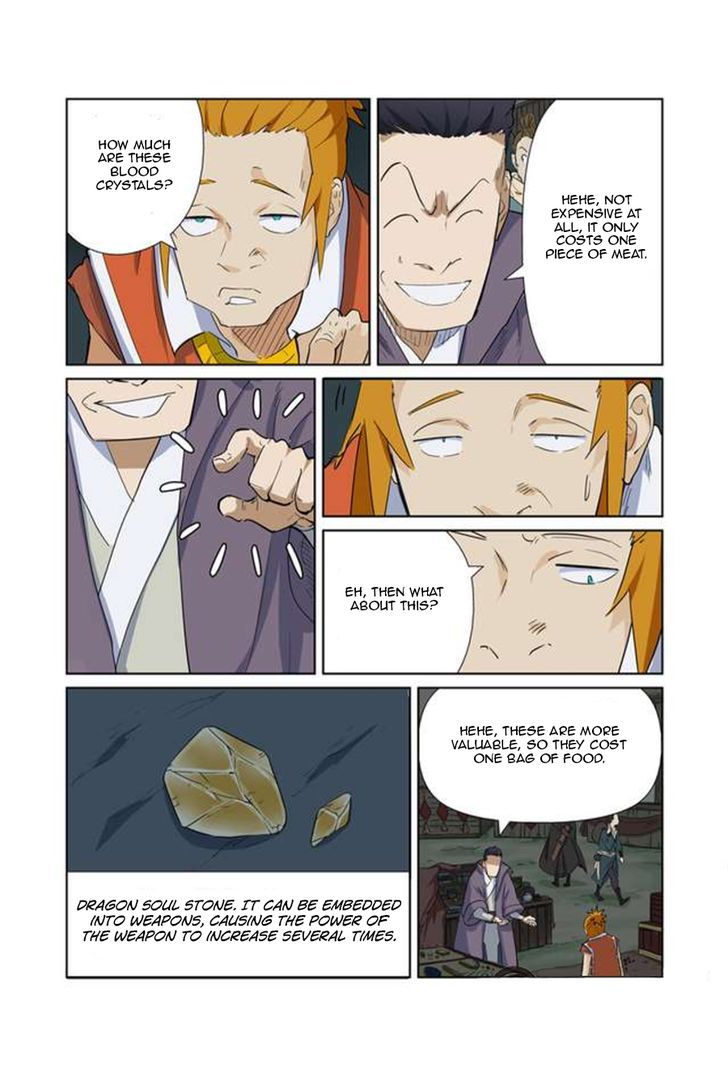 HOW MUCH
ARE THESE
BLOOD
CRYSTALS?
HEHE, NOT
EXPENSIVE AT
ALL, IT ONLY
COSTS ONE
PIECE OF MEAT.
EH, THEN WHAT
ABOUT THIS?
DRAGON SOUL STONE. IT CAN BE EMBEDDED
INTO WEAPONS, CAUSING THE POWER OF
THE WEAPON TO INCREASE SEVERAL TIMES.
HEHE, THESE ARE MORE
VALUABLE, SO THEY COST
ONE BAG OF FOOD.